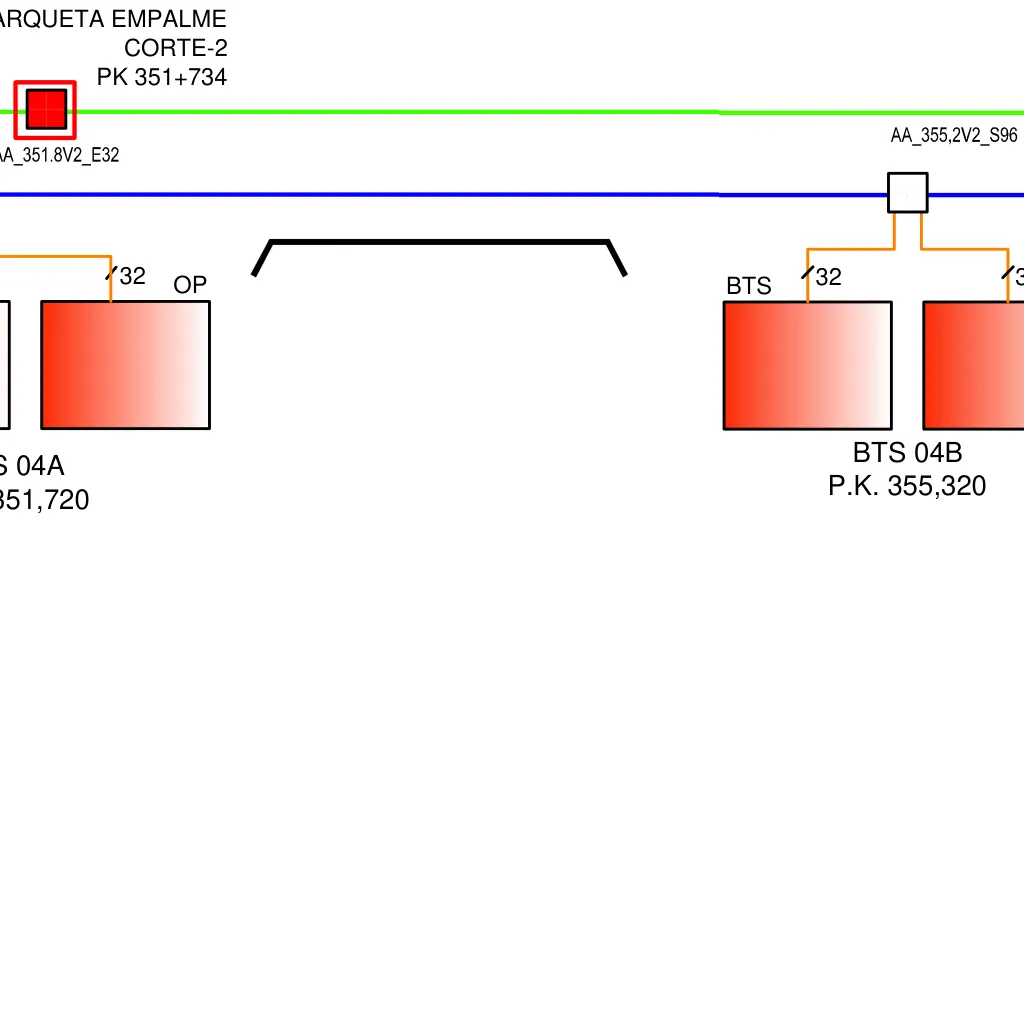 ARQUETA EMPALME
CORTE-2
PK 351+734
AA_351.8V2_E32
AA_355,2V2_S96
32
OP
BTS
32
S 04A
351,720
BTS 04B
P.K. 355,320